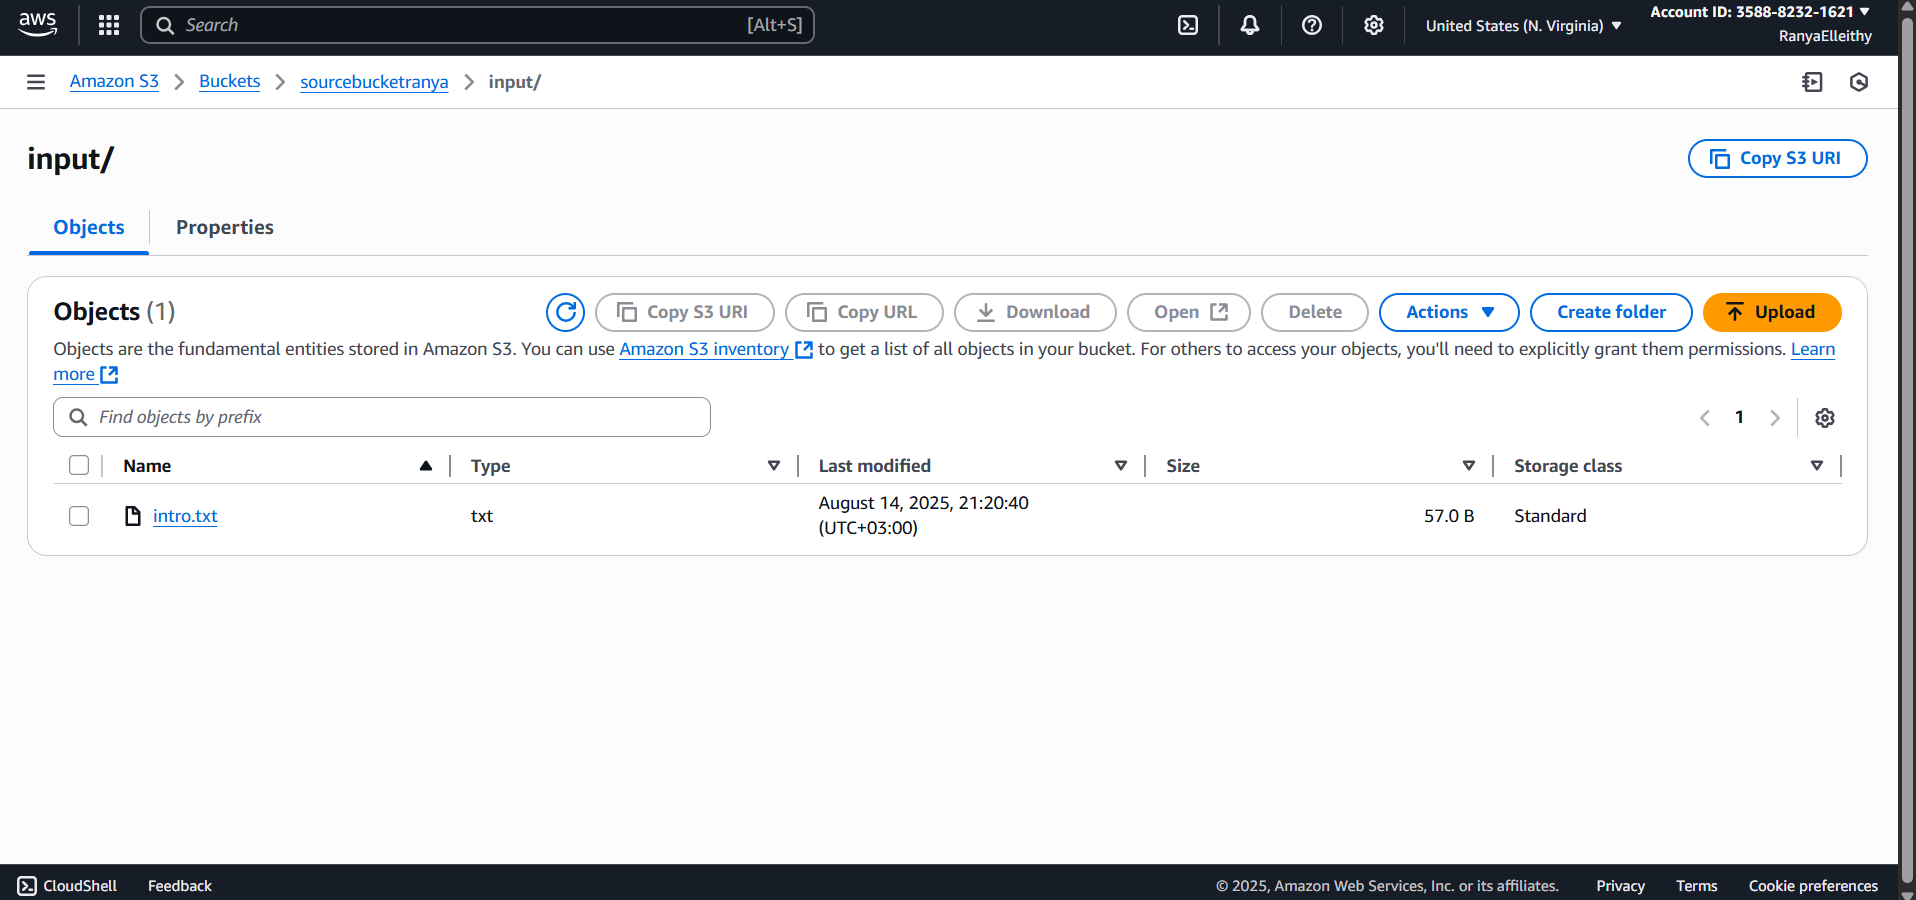 aws
Search [Alt+S]
United States (N. Virginia)
Account ID: 3588-8232-1621
RanyaElleithy
Amazon S3 > Buckets > sourcebucketranya > input/
input/
Copy S3 URI
Objects
Properties
Objects (1)
Copy S3 URI
Copy URL
Download
Open
Delete
Actions
Create folder
Upload
Objects are the fundamental entities stored in Amazon S3. You can use Amazon S3 inventory to get a list of all objects in your bucket. For others to access your objects, you'll need to explicitly grant them permissions. Learn
more
Find objects by prefix
1
Name Type Last modified Size Storage class
intro.txt txt August 14, 2025, 21:20:40 57.0 B Standard
(UTC+03:00)
CloudShell Feedback © 2025, Amazon Web Services, Inc. or its affiliates. Privacy Terms Cookie preferences